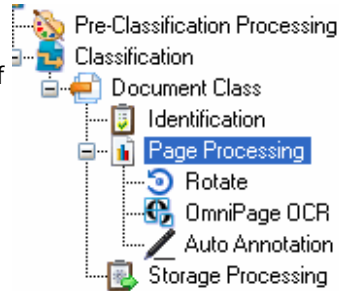 Pre-Classification Processing
Classification
f
Document Class
Identification
Page Processing
Rotate
OmniPage OCR
Auto Annotation
Storage Processing